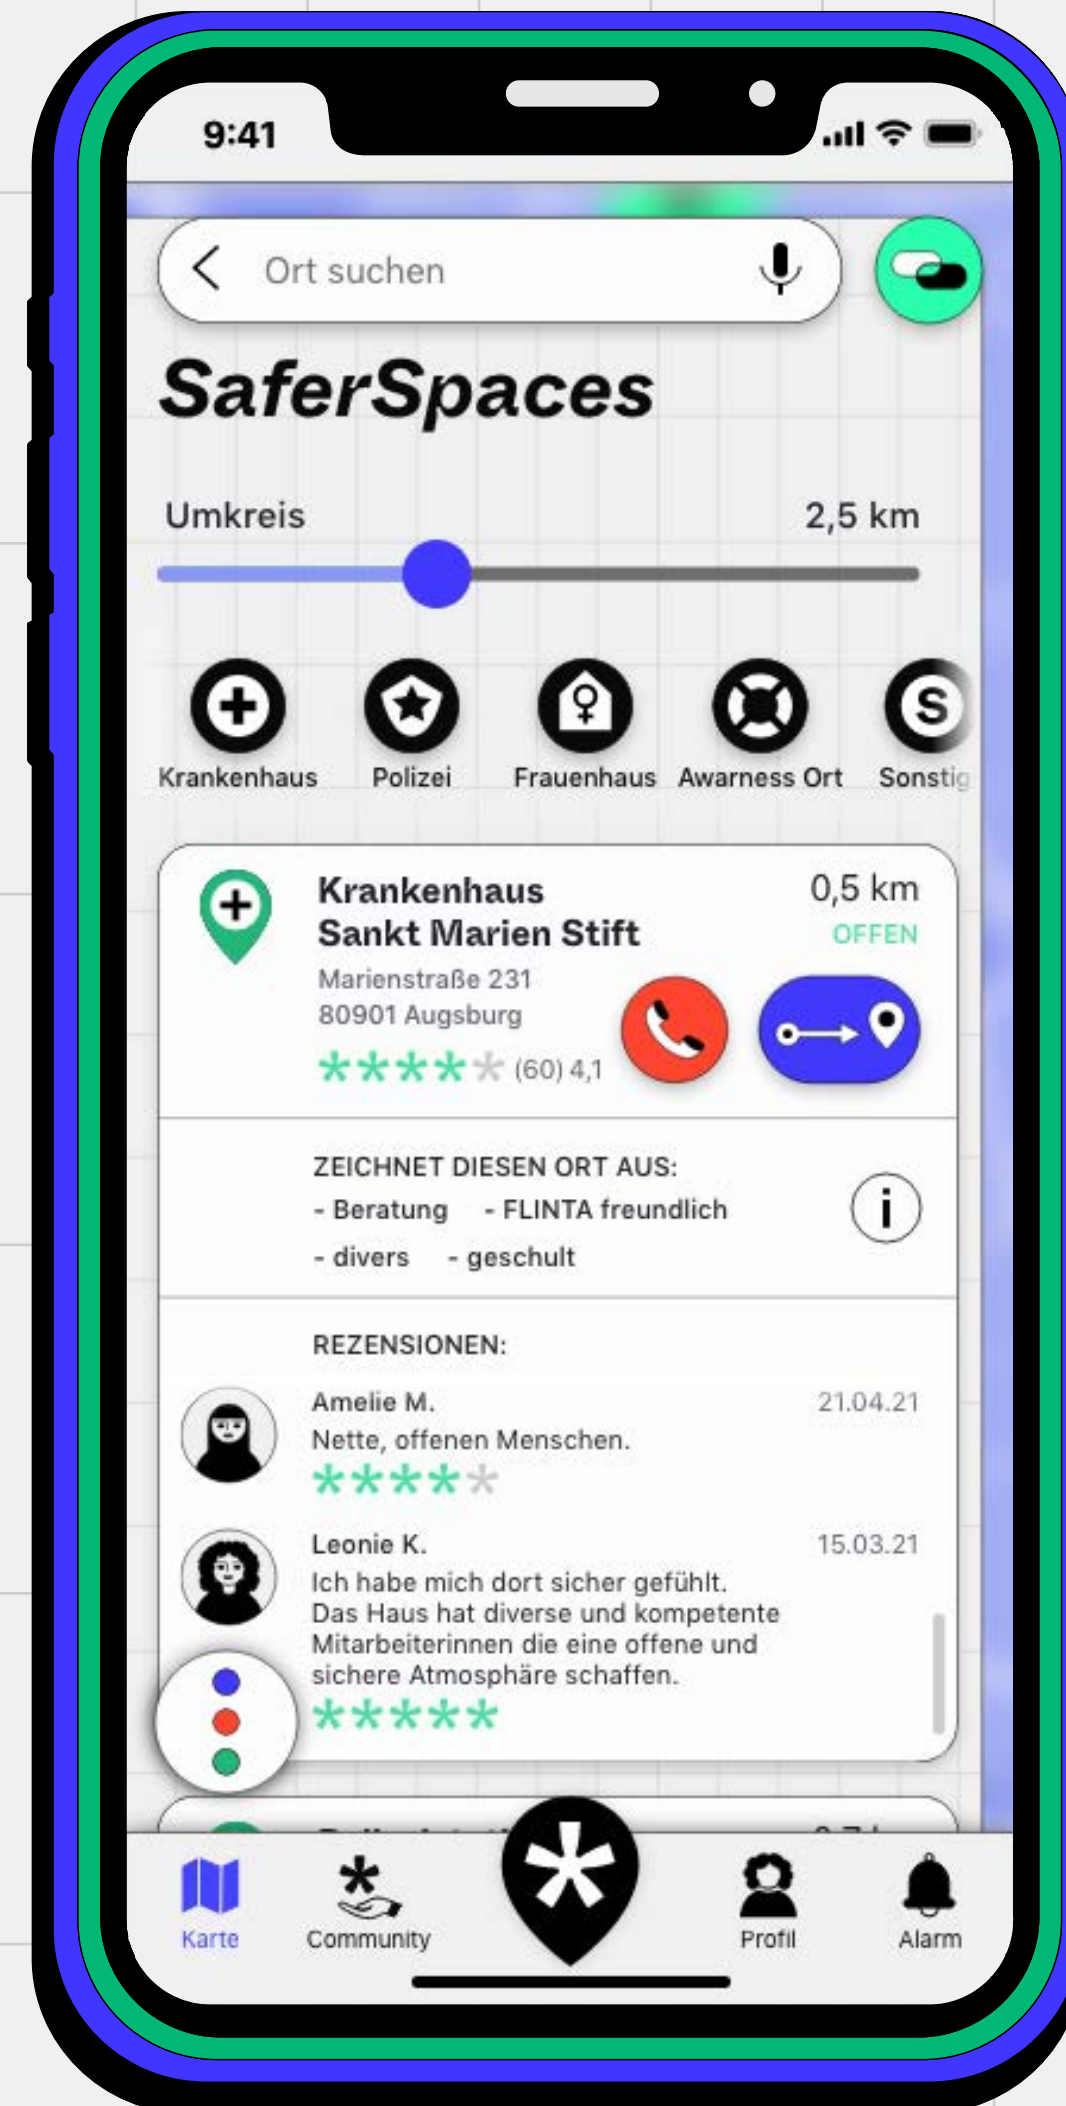 9:41
Ort suchen
SaferSpaces
Umkreis 2,5 km
Krankenhaus Polizei Frauenhaus Awarness Ort Sonstig
Krankenhaus 0,5 km
Sankt Marien Stift OFFEN
Marienstraße 231
80901 Augsburg
(60) 4,1
ZEICHNET DIESEN ORT AUS:
- Beratung - FLINTA freundlich
- divers - geschult
REZENSIONEN:
Amelie M. 21.04.21
Nette, offenen Menschen.
Leonie K. 15.03.21
Ich habe mich dort sicher gefühlt.
Das Haus hat diverse und kompetente
Mitarbeiterinnen die eine offene und
sichere Atmosphäre schaffen.
Karte Community Profil Alarm